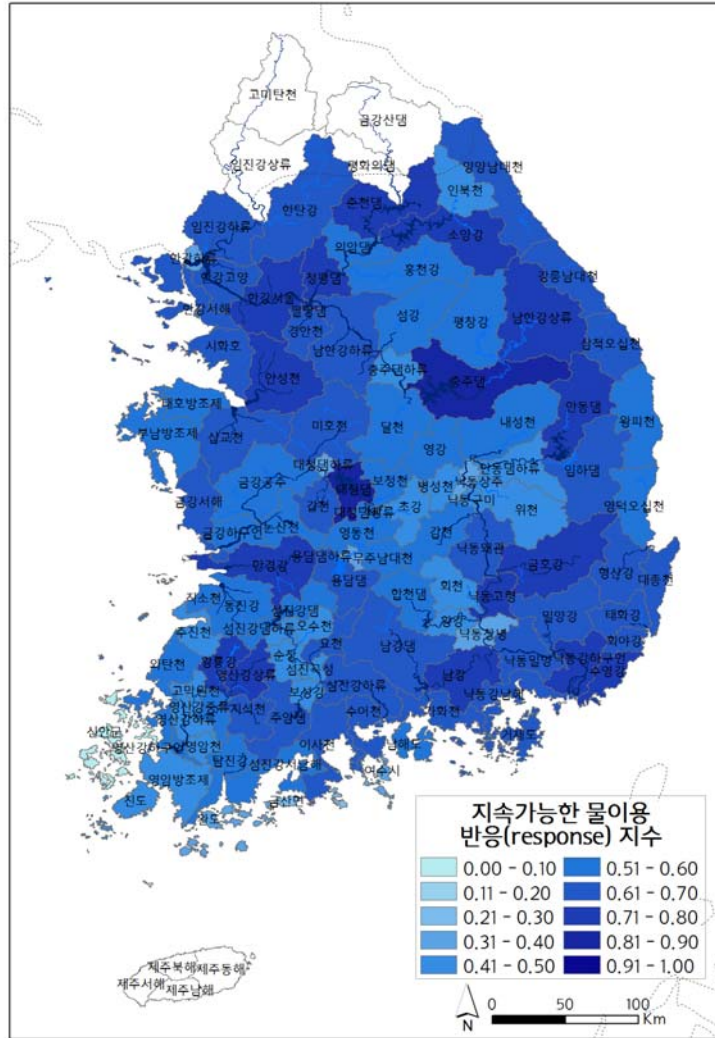 고미탄천
금강산댐
임진강상류
평화의댐
양양남대천
인북천
한탄강
춘천댐
임진강하류
소양강
의암댐
홍천강
강릉남대천
한강고양
청평댐
한강서울
팔당댐
한강서해
경안천
섬강
평창강
남한강상류
삼척오십천
시화호
남한강하류
안성천
충주댐하류
충주댐
대호방조제
미호천
달천
내성천
안동댐
왕피천
부남방조제
삽교천
영강
대청댐하류
안동댐하류
임하댐
금강공주
대청댐
보청천
병성천
낙동상주
낙동구미
금강서해
갑천
초강
위천
영덕오십천
금강하구언
논산천
영동천
감천
낙동왜관
만경강
용담댐하류
무주남대천
금호강
형산강
대종천
직소천
용담댐
합천댐
회천
낙동고령
동진강
섬진강댐
황강
밀양강
태화강
주진천
섬진강댐하류
오수천
낙동창녕
회야강
와탄천
순창
요천
남강댐
낙동밀양
낙동강하구언
수영강
황룡강
영산강상류
섬진곡성
남강
고막원천
보성강
섬진강하류
낙동강남해
영산강중류
지석천
주암댐
수어천
가화천
영산강하류
거제도
신안군
영산강하구언
영암천
이사천
남해도
탐진강
섬진강서남해
여수시
영암방조제
진도
금산면
완도
제주북해
제주동해
제주서해
제주남해
지속가능한 물이용
반응(response) 지수
0.00 - 0.10 0.51 - 0.60
0.11 - 0.20 0.61 - 0.70
0.21 - 0.30 0.71 - 0.80
0.31 - 0.40 0.81 - 0.90
0.41 - 0.50 0.91 - 1.00
N
0 50 100
Km